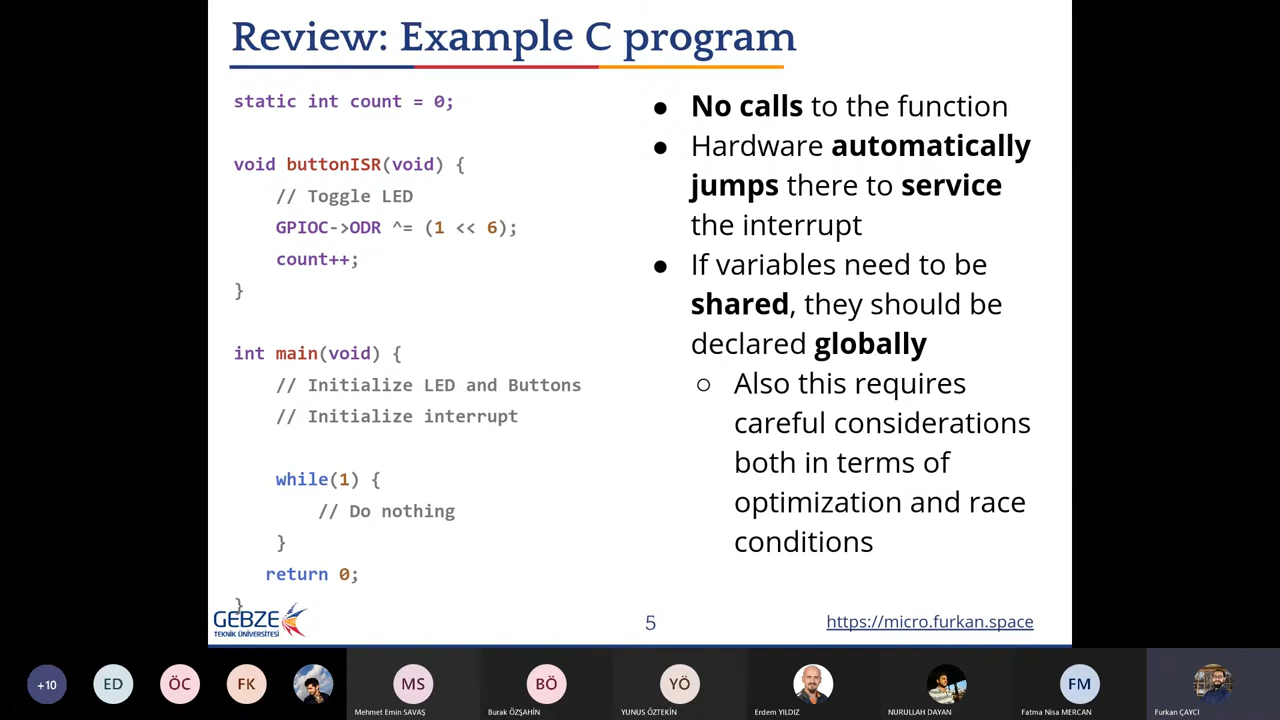 Review: Example C program
static int count = 0;
void buttonISR(void) {
// Toggle LED
GPIOC->ODR ^= (1 << 6);
count++;
}
int main(void) {
// Initialize LED and Buttons
// Initialize interrupt
while(1) {
// Do nothing
}
return 0;
}
● No calls to the function
● Hardware automatically
jumps there to service
the interrupt
● If variables need to be
shared, they should be
declared globally
○ Also this requires
careful considerations
both in terms of
optimization and race
conditions
GEBZE
TEKNİK ÜNİVERSİTESİ
5
https://micro.furkan.space
+10
ED
ÖC
FK
MS
Mehmet Emin SAVAŞ
BÖ
Burak ÖZŞAHİN
YÖ
YUNUS ÖZTEKİN
Erdem YILDIZ
NURULLAH DAYAN
FM
Fatma Nisa MERCAN
Furkan ÇAYCI